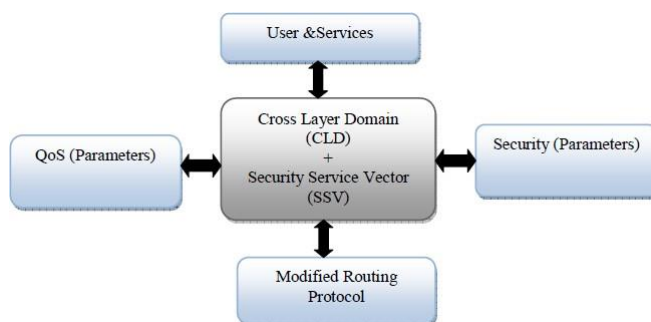 User &Services
Cross Layer Domain
(CLD)
+
Security Service Vector
(SSV)
QoS (Parameters)
Security (Parameters)
Modified Routing
Protocol